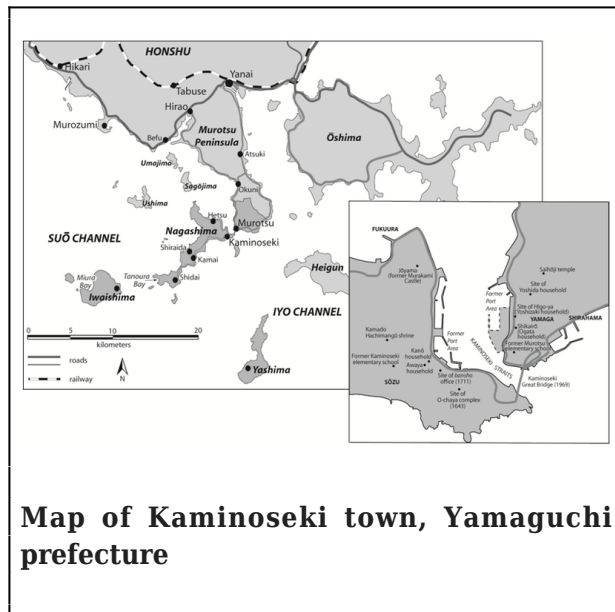 HONSHU
Hikari
Yanai
Tabuse
Hirao
Murozumi
Befu
Murotsu
Peninsula
Ōshima
Atsuki
Umajima
Sagōjima
Okuni
Ushima
Hetsu
Nagashima
Murotsu
Kaminoseki
SUŌ CHANNEL
Shiraida
Kamai
Heigun
Miura
Bay
Tanoura
Bay
Shidai
Iwaishima
IYO CHANNEL
Yashima
0 10 20
kilometers
roads
railway
N
FUKUURA
Jōyama
(former Murakami
Castle)
Saihōji temple
Site of
Yoshida household
Former
Port
Area
Site of Higo-ya
Yoshizaki household
YAMAGA
SHIRAHAMA
Shikairō
(Ogata
household)
Former Murotsu
elementary school
Kamado
Hachimangū shrine
Former
Port
Area
KAMINOSEKI
STRAITS
Former Kaminoseki
elementary school
Kanō
household
Awaya
household
Site of bansho
office (1711)
Kaminoseki
Great Bridge (1969)
SŌZU
Site of
O-chaya complex
(1643)
Map of Kaminoseki town, Yamaguchi
prefecture